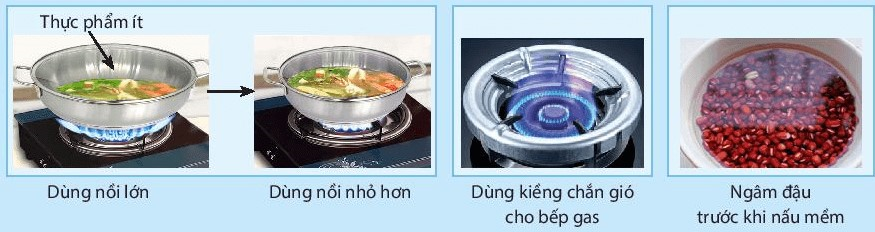 Thực phẩm ít
Dùng nồi lớn
Dùng nồi nhỏ hơn
Dùng kiềng chắn gió
cho bếp gas
Ngâm đậu
trước khi nấu mềm